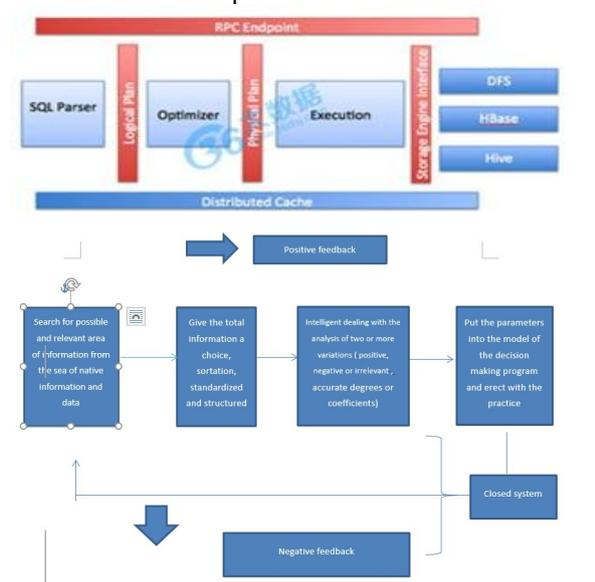 RPC Endpoint
SQL Parser
Logical Plan
Optimizer
Physical Plan
Execution
Storage Engine Interface
DFS
HBase
Hive
Distributed Cache
Positive feedback
Search for possible
and relevant area
of information from
the sea of native
information and
data
Give the total
information a
choice,
sortation,
standardized
and structured
Intelligent dealing with the
analysis of two or more
variations ( positive,
negative or irrelevant ,
accurate degrees or
coefficients)
Put the parameters
into the model of
the decision
making program
and erect with the
practice
Closed system
Negative feedback